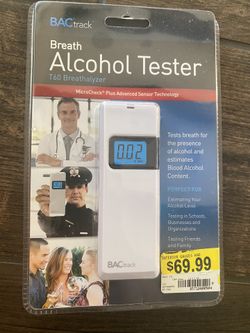 BACtrack
Breath
Alcohol Tester
T60 Breathalyzer
MicroCheck® Plus Advanced Sensor Technology
0.02
Tests breath for the
presence of alcohol
and estimates
Blood Alcohol
Content.
PERFECT FOR
Estimating Your
Alcohol Level
Testing in Schools,
Businesses and
Organizations
Testing Friends
and Family
$69.99
BACtrack